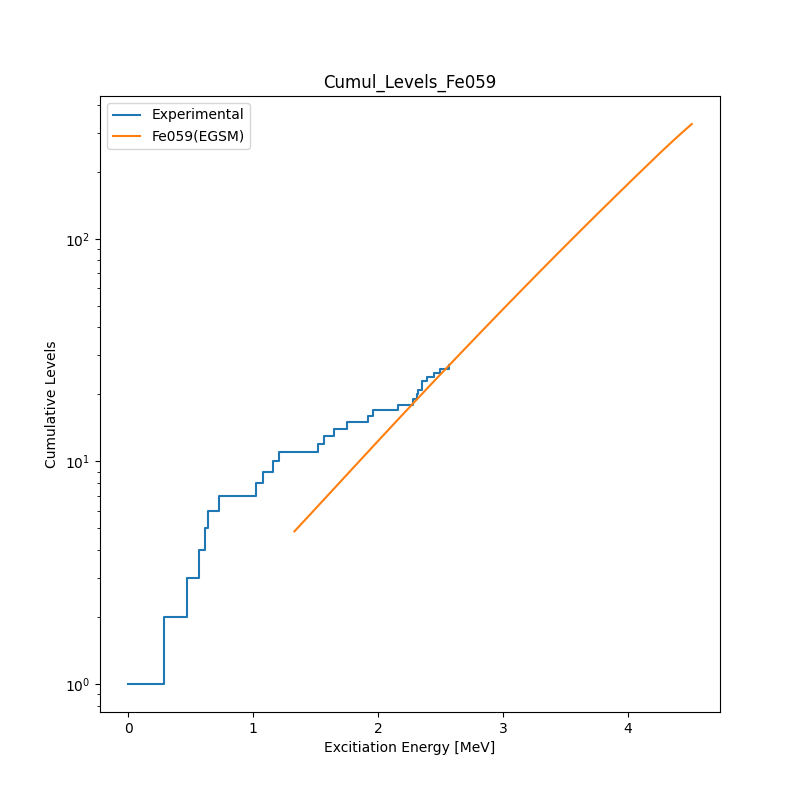 Cumul_Levels_Fe059
Experimental
Fe059(EGSM)
Cumulative Levels
10²
10¹
10⁰
0 1 2 3 4
Excitiation Energy [MeV]